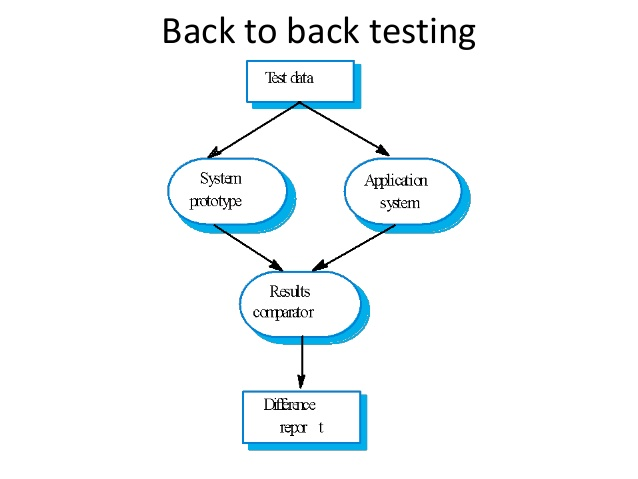 Back to back testing
Test data
System
prototype
Application
system
Results
comparator
Difference
repor t